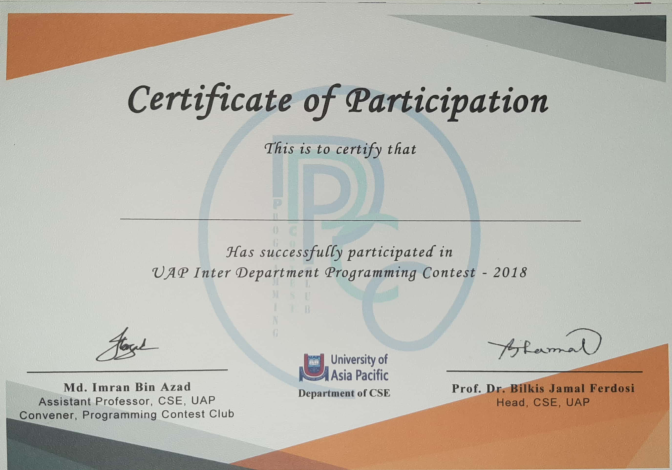 Certificate of Participation
This is to certify that
Has successfully participated in
UAP Inter Department Programming Contest - 2018
PROGRAMMING
CONTEST
CLUB
Md. Imran Bin Azad
Assistant Professor, CSE, UAP
Convener, Programming Contest Club
University of
Asia Pacific
Department of CSE
Prof. Dr. Bilkis Jamal Ferdosi
Head, CSE, UAP